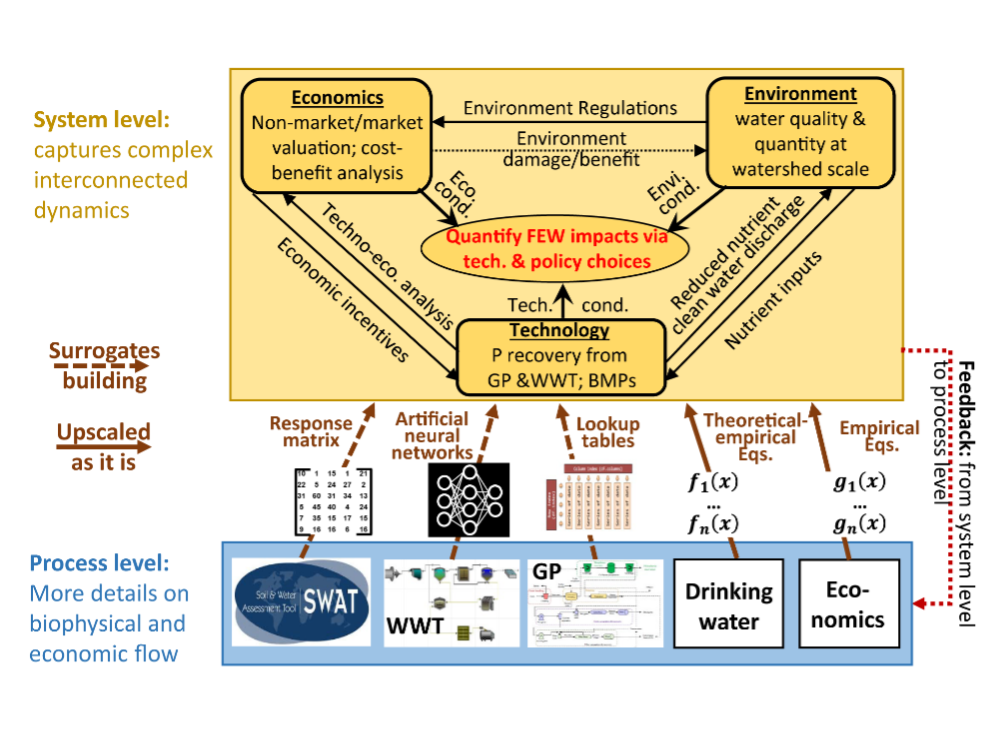 System level:
captures complex
interconnected
dynamics
Economics
Non-market/market
valuation; cost-
benefit analysis
Environment Regulations
Environment
damage/benefit
Environment
water quality &
quantity at
watershed scale
Eco.
cond.
Envi.
cond.
Quantify FEW impacts via
tech. & policy choices
Techno-eco. analysis
Economic incentives
Reduced nutrient
clean water discharge
Nutrient inputs
Tech. cond.
Technology
P recovery from
GP &WWT; BMPs
Surrogates
building
Upscaled
as it is
Feedback: from system level
to process level
Response
matrix
Artificial
neural
networks
Lookup
tables
Theoretical-
empirical
Eqs.
Empirical
Eqs.
10 1 15 1 21
22 5 24 27 2
31 60 31 34 13
5 45 40 4 24
7 35 15 17 15
9 16 16 6 16
f₁(x)
...
fₙ(x)
g₁(x)
...
gₙ(x)
Process level:
More details on
biophysical and
economic flow
Soil & Water
Assessment Tool
SWAT
WWT
GP
Drinking
water
Eco-
nomics